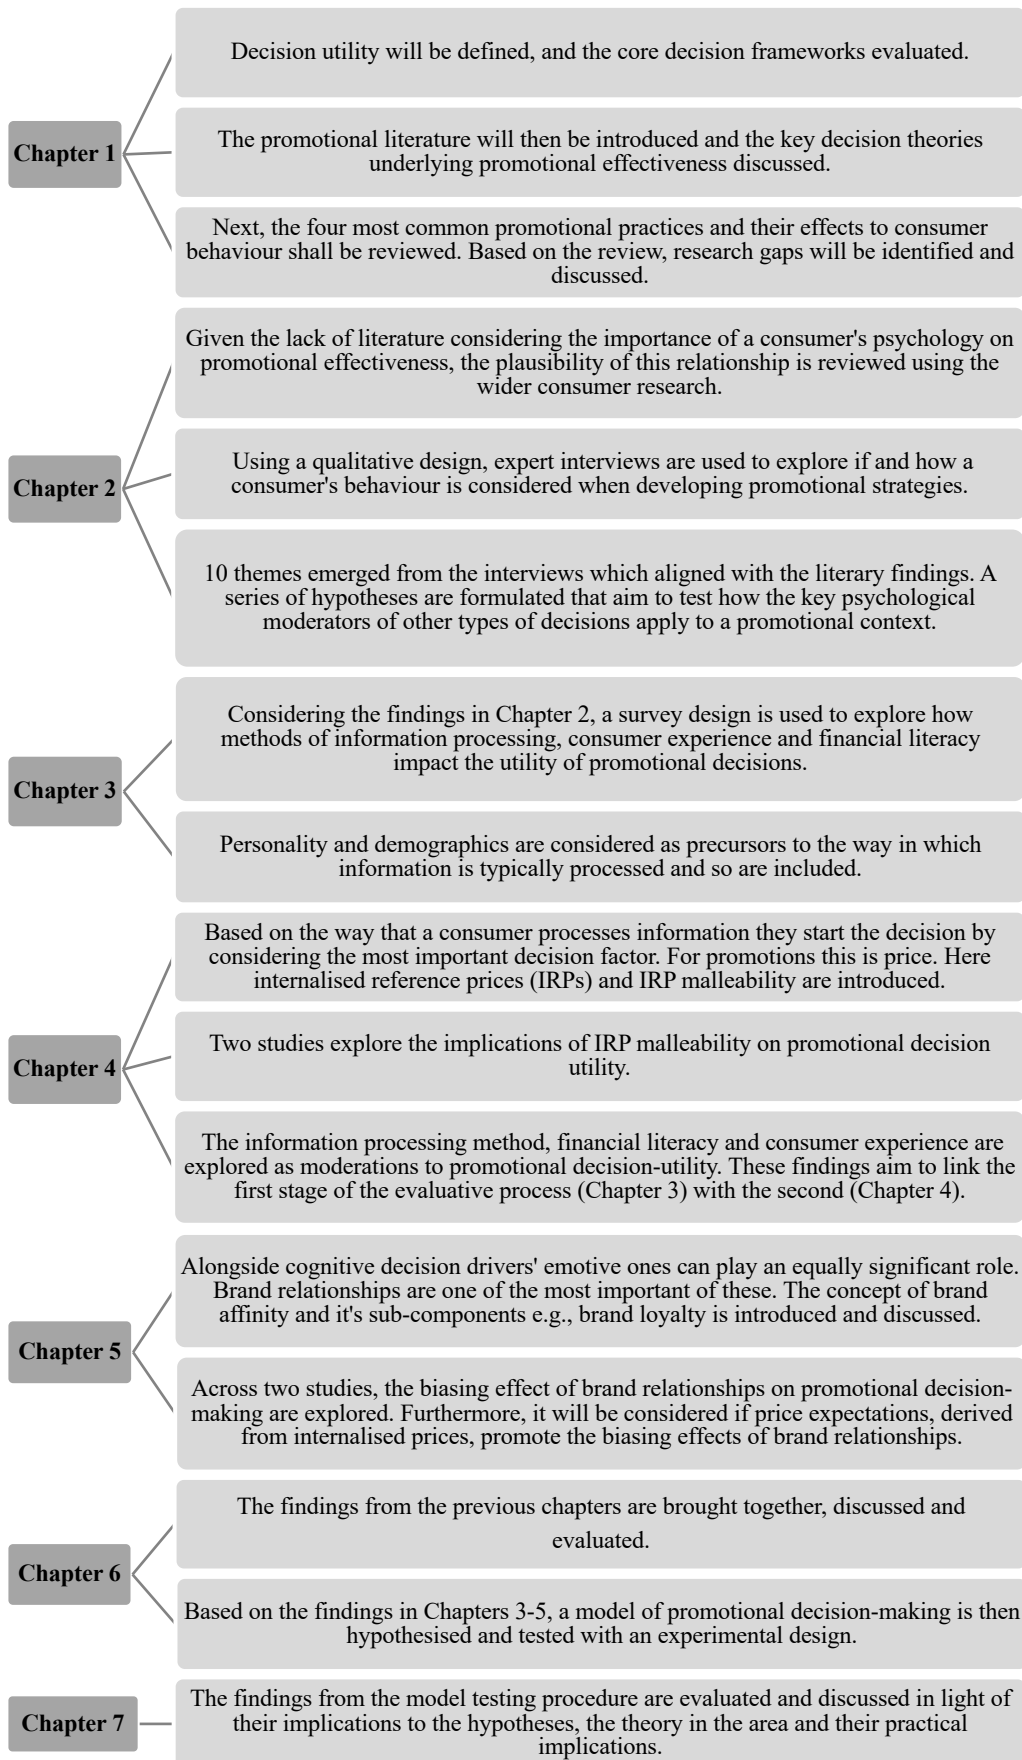 Chapter 1
Decision utility will be defined, and the core decision frameworks evaluated.
The promotional literature will then be introduced and the key decision theories
underlying promotional effectiveness discussed.
Next, the four most common promotional practices and their effects to consumer
behaviour shall be reviewed. Based on the review, research gaps will be identified and
discussed.
Chapter 2
Given the lack of literature considering the importance of a consumer's psychology on
promotional effectiveness, the plausibility of this relationship is reviewed using the
wider consumer research.
Using a qualitative design, expert interviews are used to explore if and how a
consumer's behaviour is considered when developing promotional strategies.
10 themes emerged from the interviews which aligned with the literary findings. A
series of hypotheses are formulated that aim to test how the key psychological
moderators of other types of decisions apply to a promotional context.
Chapter 3
Considering the findings in Chapter 2, a survey design is used to explore how
methods of information processing, consumer experience and financial literacy
impact the utility of promotional decisions.
Personality and demographics are considered as precursors to the way in which
information is typically processed and so are included.
Chapter 4
Based on the way that a consumer processes information they start the decision by
considering the most important decision factor. For promotions this is price. Here
internalised reference prices (IRPs) and IRP malleability are introduced.
Two studies explore the implications of IRP malleability on promotional decision
utility.
The information processing method, financial literacy and consumer experience are
explored as moderations to promotional decision-utility. These findings aim to link the
first stage of the evaluative process (Chapter 3) with the second (Chapter 4).
Chapter 5
Alongside cognitive decision drivers' emotive ones can play an equally significant role.
Brand relationships are one of the most important of these. The concept of brand
affinity and it's sub-components e.g., brand loyalty is introduced and discussed.
Across two studies, the biasing effect of brand relationships on promotional decision-
making are explored. Furthermore, it will be considered if price expectations, derived
from internalised prices, promote the biasing effects of brand relationships.
Chapter 6
The findings from the previous chapters are brought together, discussed and
evaluated.
Based on the findings in Chapters 3-5, a model of promotional decision-making is then
hypothesised and tested with an experimental design.
Chapter 7
The findings from the model testing procedure are evaluated and discussed in light of
their implications to the hypotheses, the theory in the area and their practical
implications.